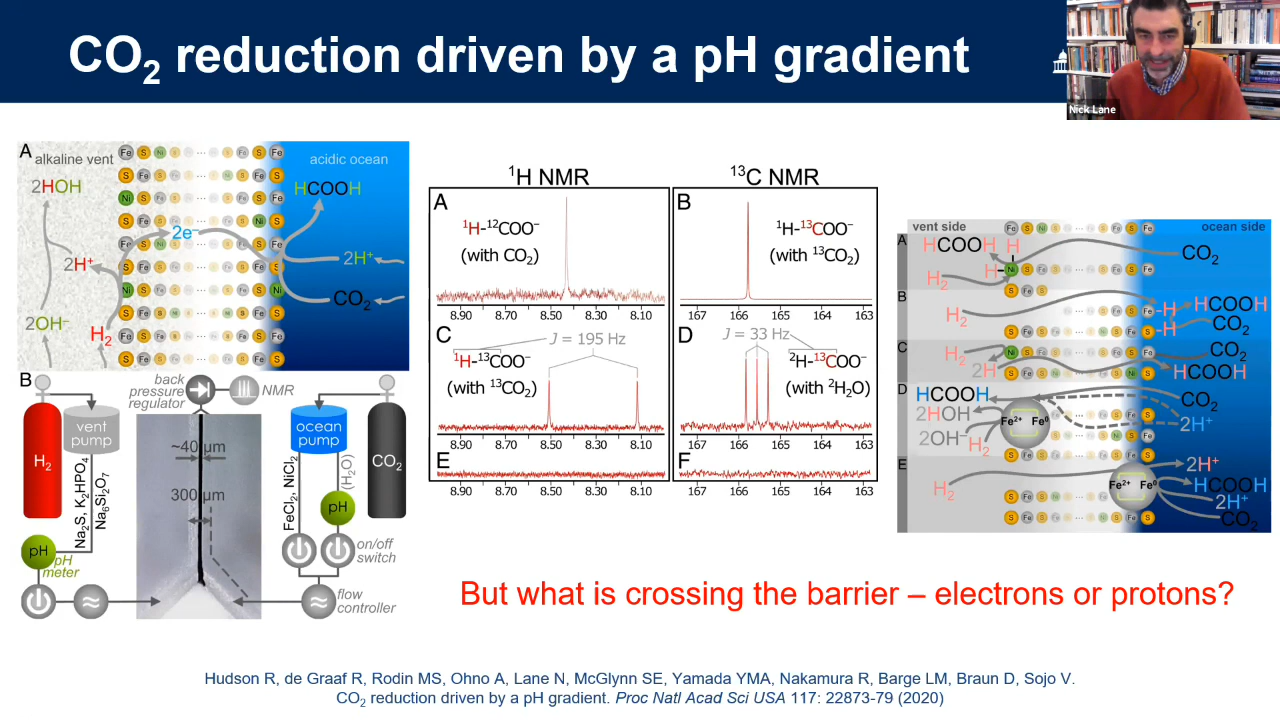 CO₂ reduction driven by a pH gradient
Nick Lane
A
alkaline vent
acidic ocean
2HOH
HCOOH
2e⁻
2H⁺
2H⁺
CO₂
2OH⁻
H₂
B
back
pressure
regulator
NMR
vent
pump
ocean
pump
H₂
CO₂
~40 µm
300 µm
Na₂S, K₂HPO₄
Na₆Si₂O₇
FeCl₂, NiCl₂
(H₂O)
pH
pH
pH
meter
on/off
switch
flow
controller
¹H NMR
¹³C NMR
A
¹H-¹²COO⁻
(with CO₂)
8.90 8.70 8.50 8.30 8.10
B
¹H-¹³COO⁻
(with ¹³CO₂)
167 166 165 164 163
C
J = 195 Hz
¹H-¹³COO⁻
(with ¹³CO₂)
8.90 8.70 8.50 8.30 8.10
D
J = 33 Hz
²H-¹³COO⁻
(with ²H₂O)
167 166 165 164 163
E
8.90 8.70 8.50 8.30 8.10
F
167 166 165 164 163
vent side
ocean side
A
HCOOH
H
H
Ni
CO₂
H₂
B
H₂
H
H
HCOOH
CO₂
C
H₂
2H
CO₂
HCOOH
D
HCOOH
2HOH
2OH⁻
H₂
Fe²⁺ Fe⁰
CO₂
2H⁺
E
H₂
Fe²⁺ Fe⁰
2H⁺
HCOOH
2H⁺
CO₂
But what is crossing the barrier – electrons or protons?
Hudson R, de Graaf R, Rodin MS, Ohno A, Lane N, McGlynn SE, Yamada YMA, Nakamura R, Barge LM, Braun D, Sojo V.
CO₂ reduction driven by a pH gradient. Proc Natl Acad Sci USA 117: 22873-79 (2020)